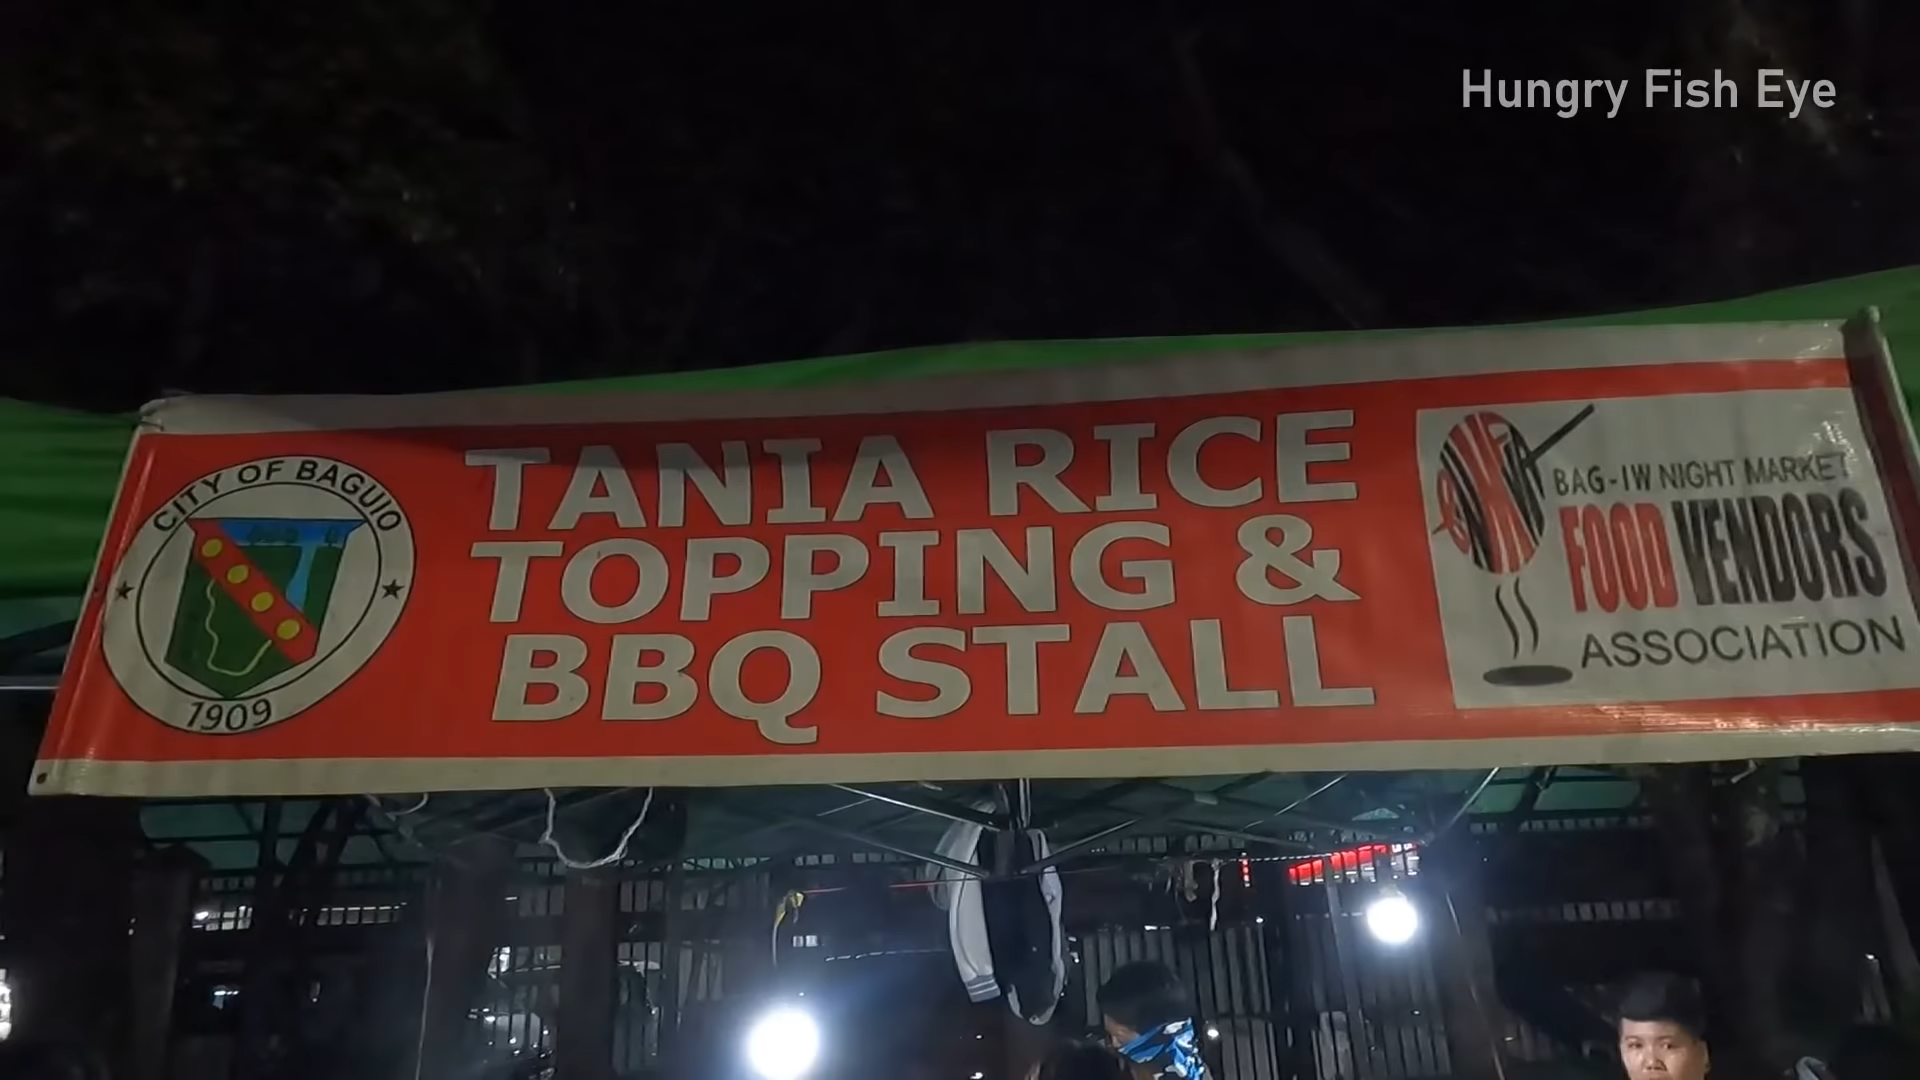 Hungry Fish Eye
CITY OF BAGUIO
1909
TANIA RICE
TOPPING &
BBQ STALL
BAG-IW NIGHT MARKET
FOOD VENDORS
ASSOCIATION